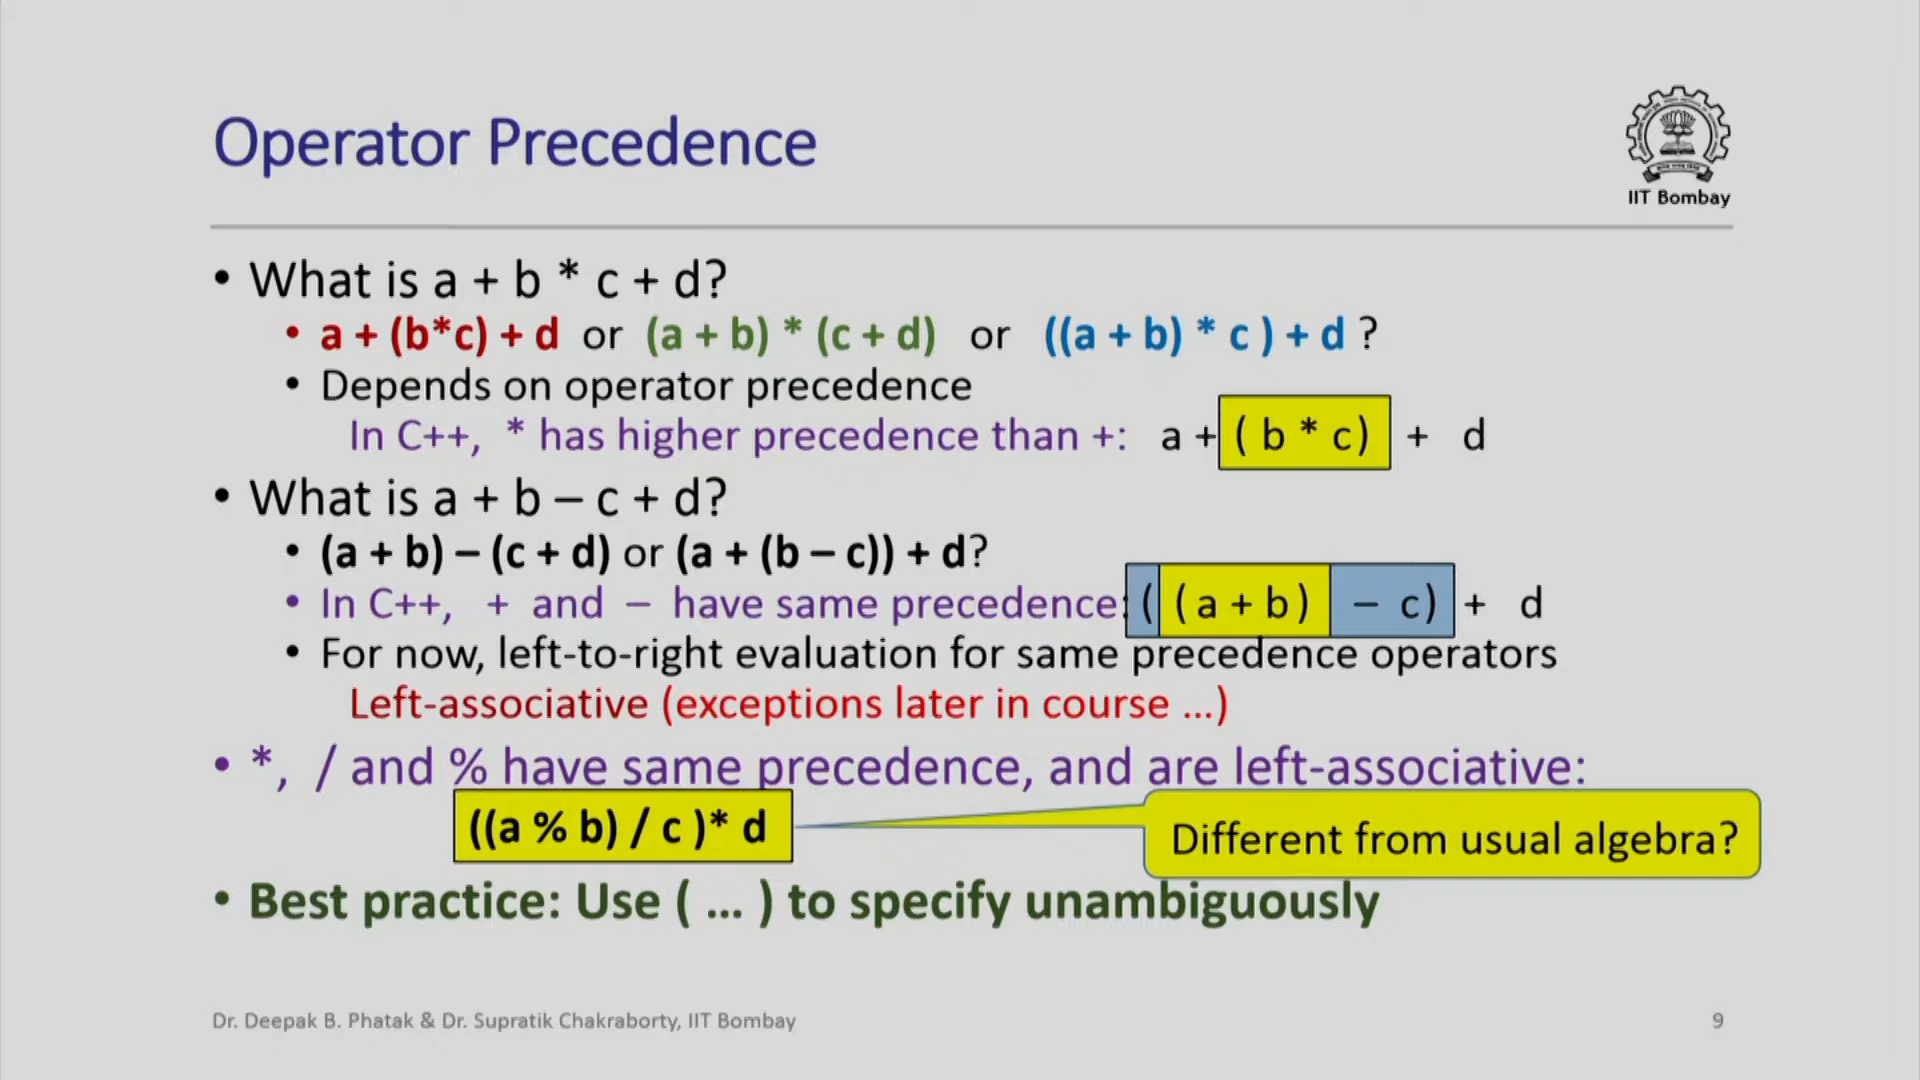 Operator Precedence
IIT Bombay
• What is a + b * c + d?
• a + (b*c) + d or (a + b) * (c + d) or ((a + b) * c ) + d ?
• Depends on operator precedence
In C++, * has higher precedence than +: a + ( b * c) + d
• What is a + b – c + d?
• (a + b) – (c + d) or (a + (b – c)) + d?
• In C++, + and – have same precedence: ( ( a + b ) – c) + d
• For now, left-to-right evaluation for same precedence operators
Left-associative (exceptions later in course ...)
• *, / and % have same precedence, and are left-associative:
((a % b) / c )* d
Different from usual algebra?
• Best practice: Use ( ... ) to specify unambiguously
Dr. Deepak B. Phatak & Dr. Supratik Chakraborty, IIT Bombay
9